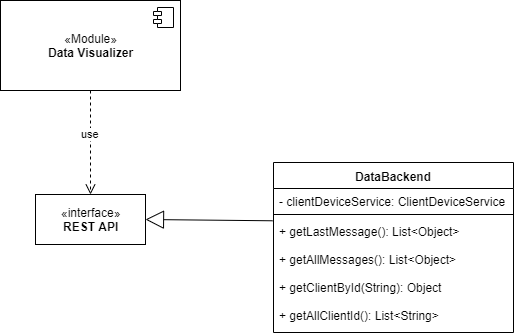 «Module»
Data Visualizer
use
«interface»
REST API
DataBackend
- clientDeviceService: ClientDeviceService
+ getLastMessage(): List<Object>
+ getAllMessages(): List<Object>
+ getClientById(String): Object
+ getAllClientId(): List<String>